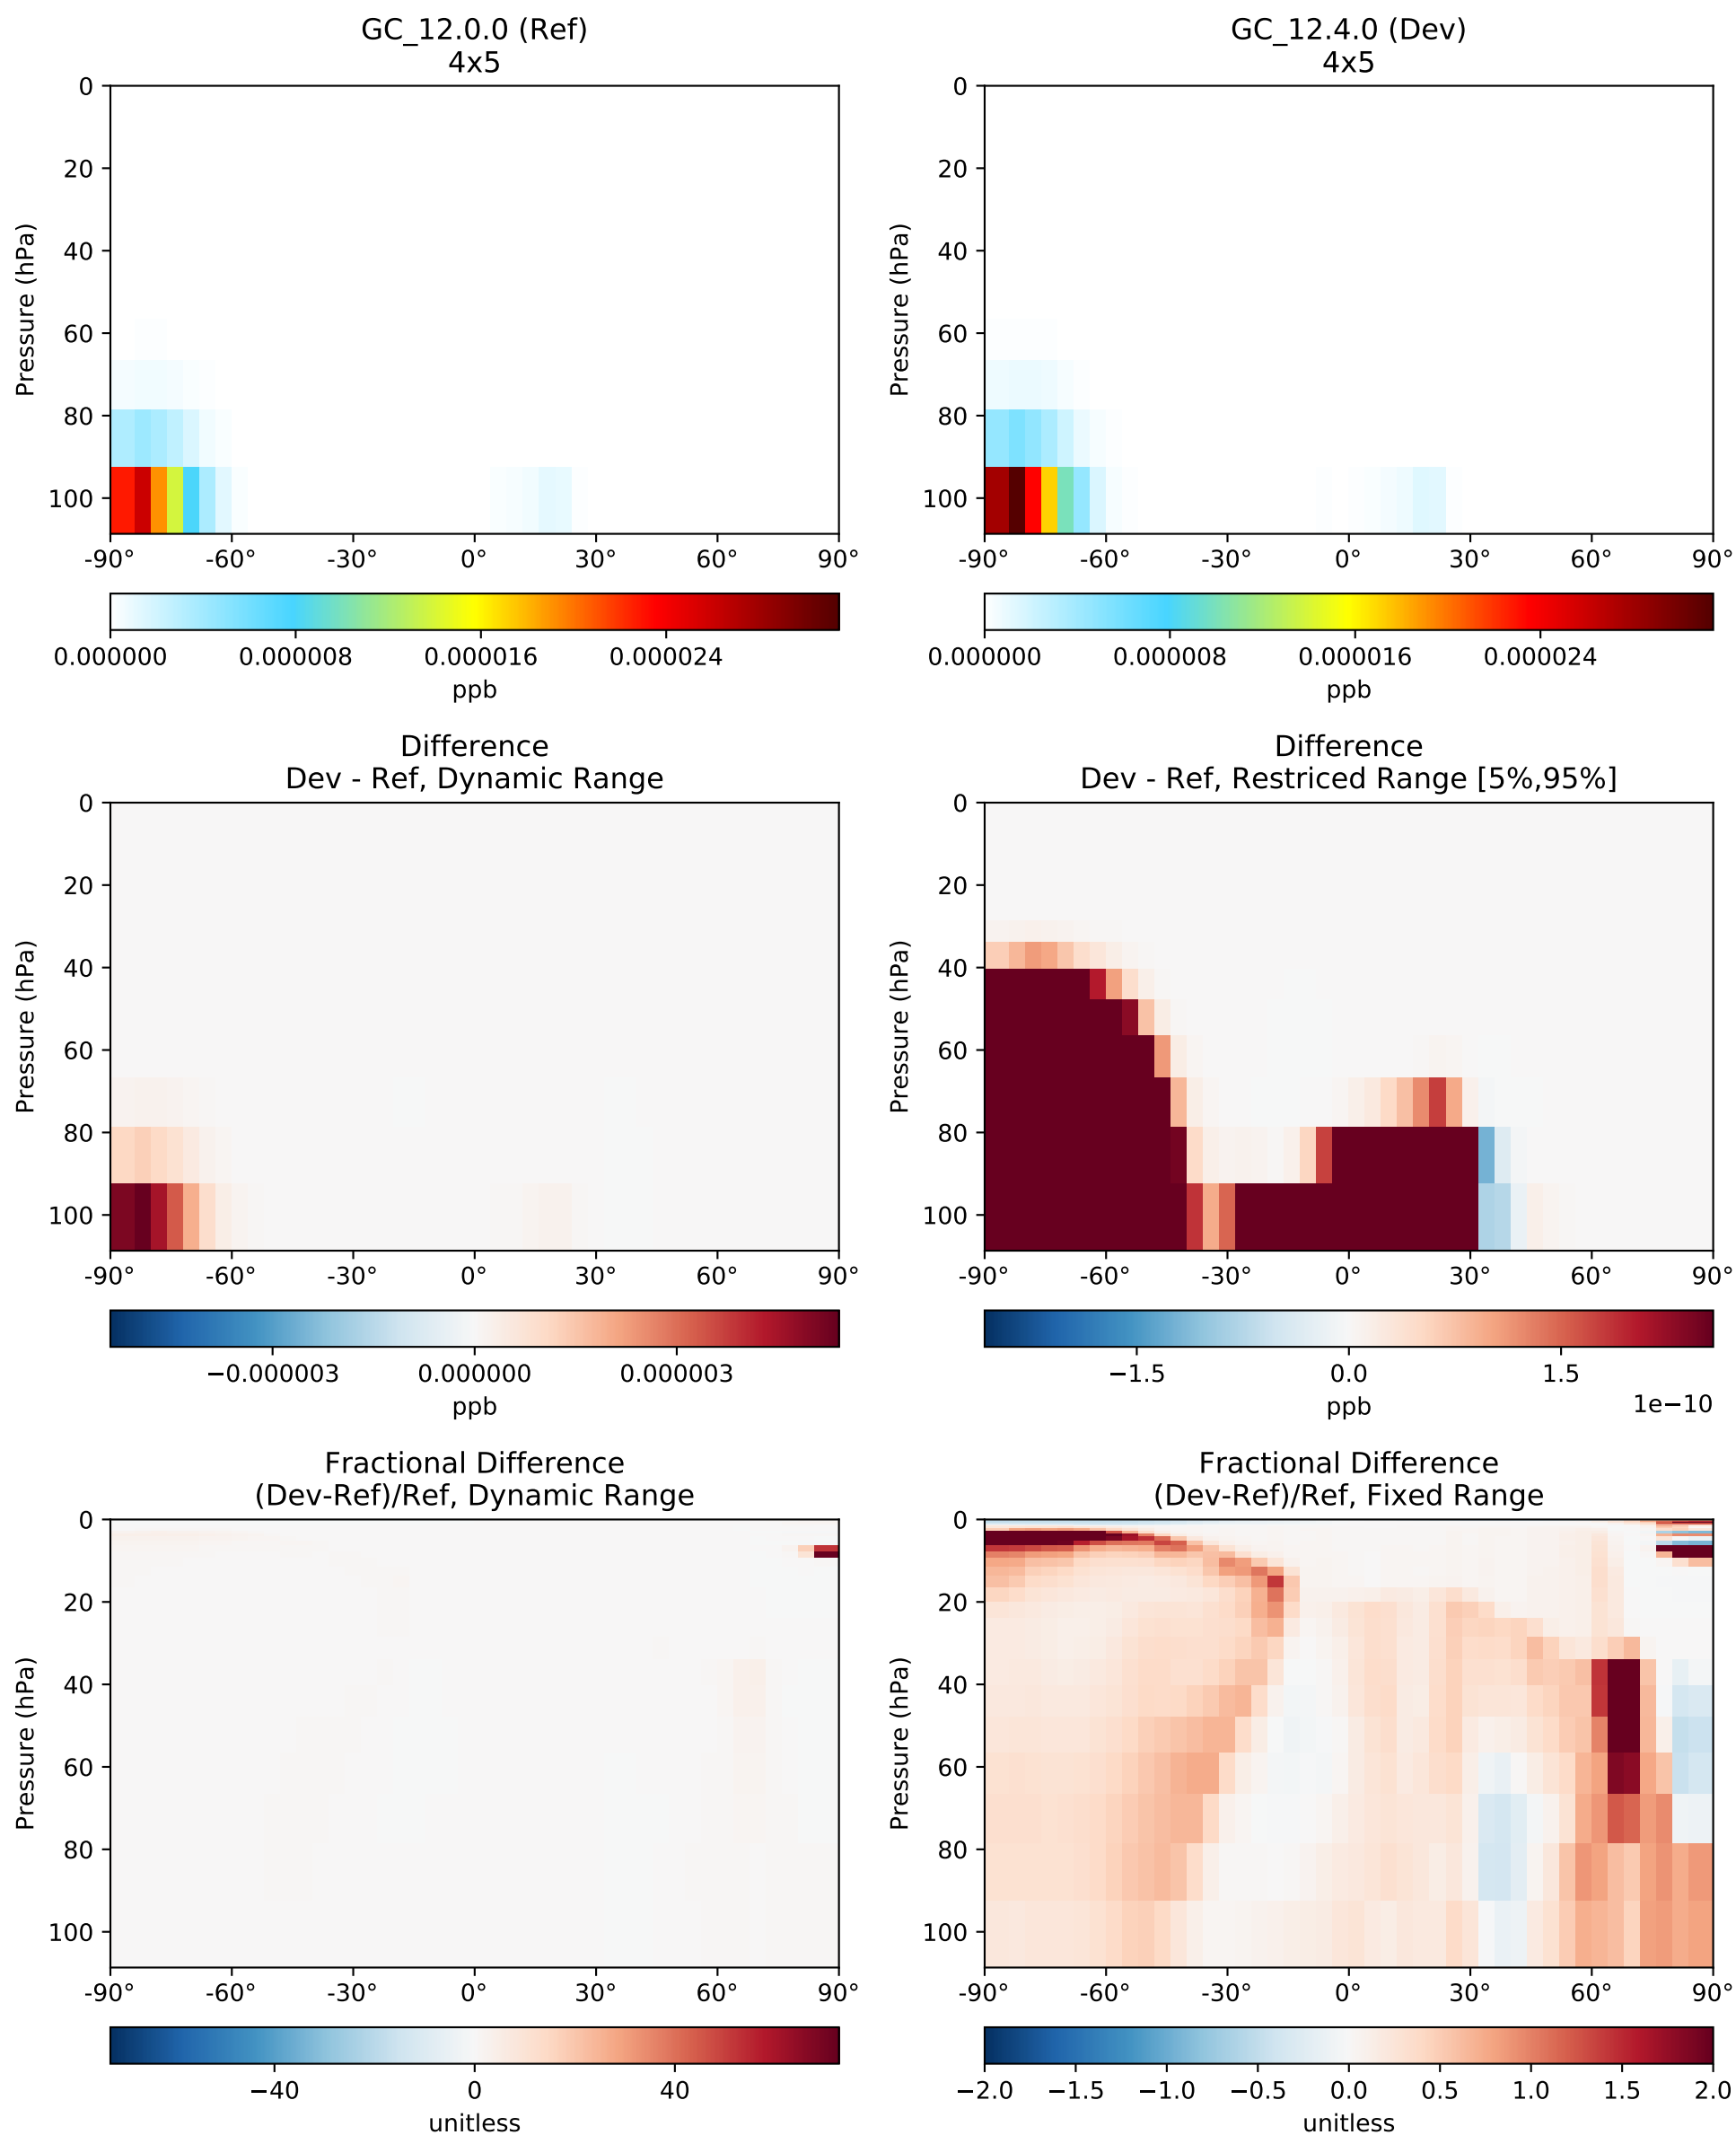 GC_12.0.0 (Ref)
4x5
0
20
40
60
80
100
Pressure (hPa)
-90° -60° -30° 0° 30° 60° 90°
0.000000 0.000008 0.000016 0.000024
ppb
GC_12.4.0 (Dev)
4x5
0
20
40
60
80
100
Pressure (hPa)
-90° -60° -30° 0° 30° 60° 90°
0.000000 0.000008 0.000016 0.000024
ppb
Difference
Dev - Ref, Dynamic Range
0
20
40
60
80
100
Pressure (hPa)
-90° -60° -30° 0° 30° 60° 90°
−0.000003 0.000000 0.000003
ppb
Difference
Dev - Ref, Restriced Range [5%,95%]
0
20
40
60
80
100
Pressure (hPa)
-90° -60° -30° 0° 30° 60° 90°
−1.5 0.0 1.5
ppb
1e−10
Fractional Difference
(Dev-Ref)/Ref, Dynamic Range
0
20
40
60
80
100
Pressure (hPa)
-90° -60° -30° 0° 30° 60° 90°
−40 0 40
unitless
Fractional Difference
(Dev-Ref)/Ref, Fixed Range
0
20
40
60
80
100
Pressure (hPa)
-90° -60° -30° 0° 30° 60° 90°
−2.0 −1.5 −1.0 −0.5 0.0 0.5 1.0 1.5 2.0
unitless